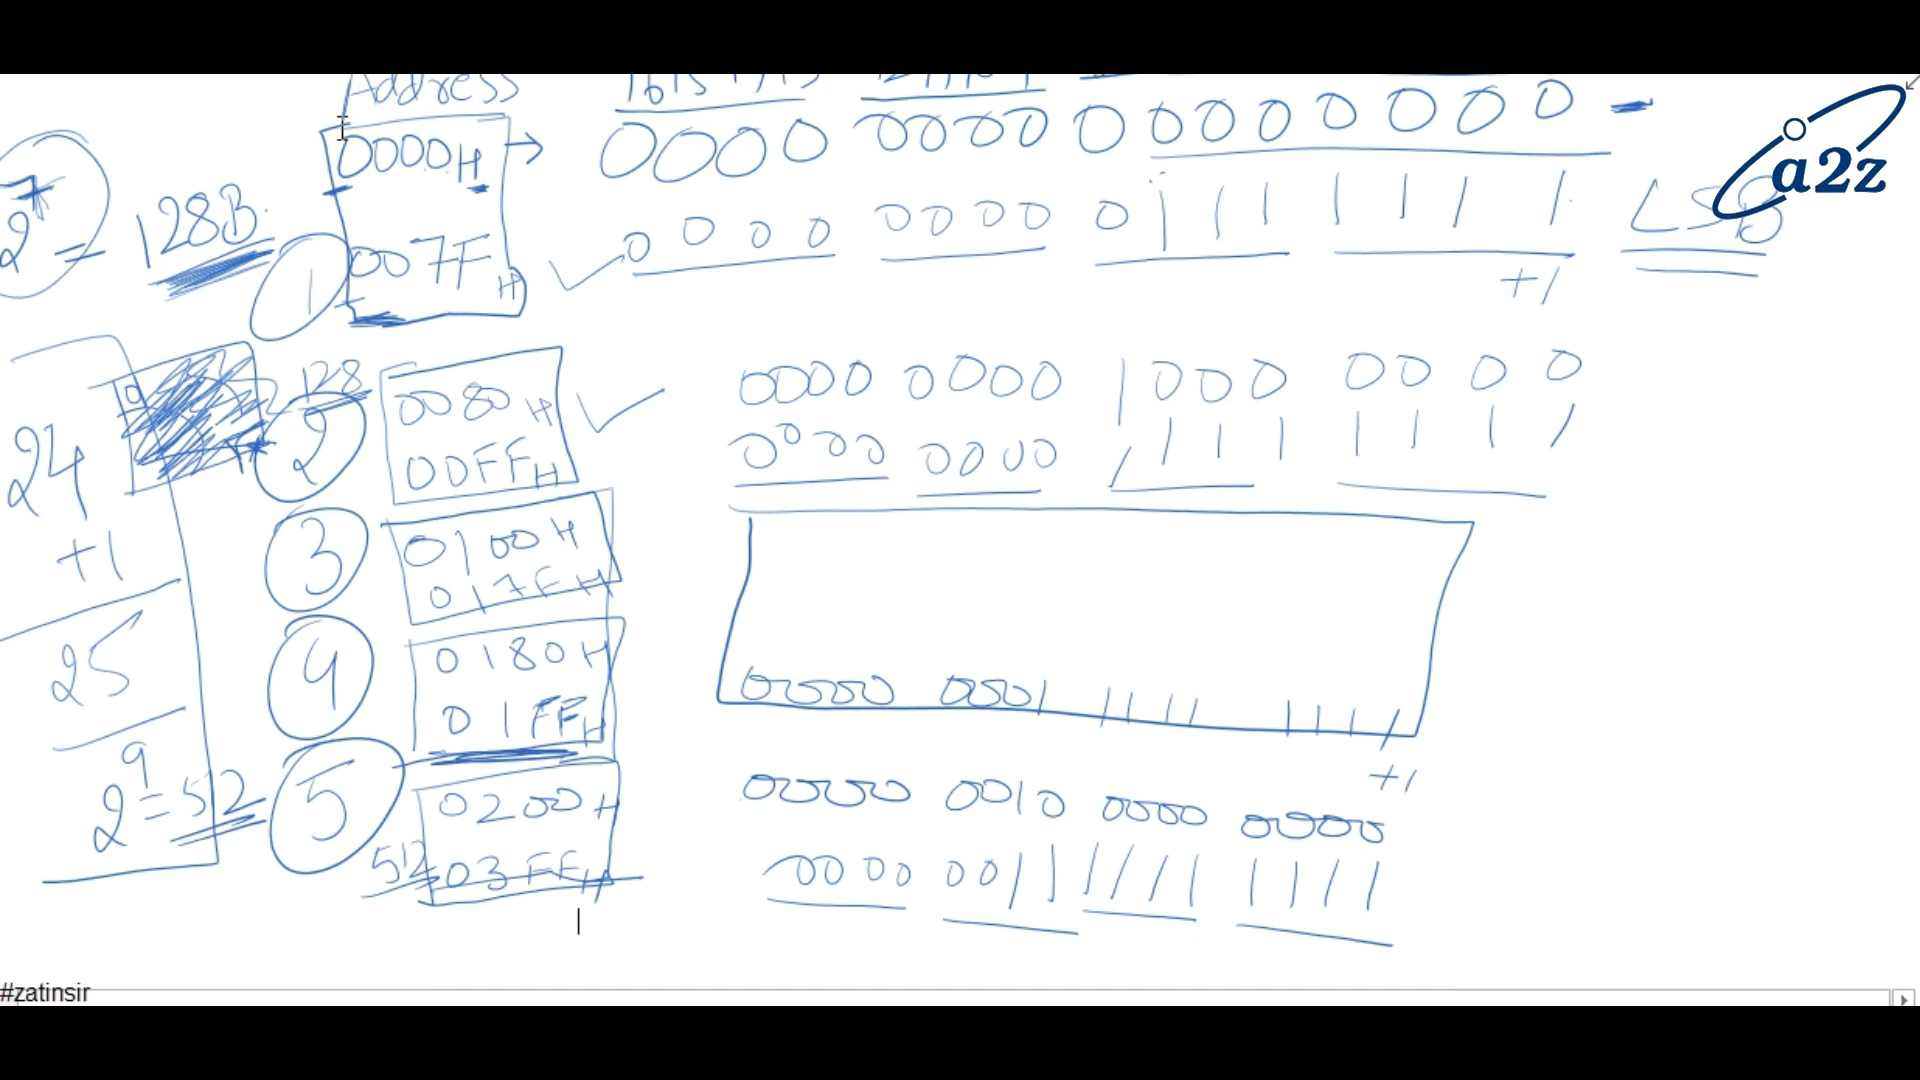 Address
0000H → 0000 0000 0000 0000
2^7 = 128B
1 007FH 0000 0000 0111 1111 LSB
+1
128
2 0080H 0000 0000 1000 0000
00FFH 0000 0000 1111 1111
24
+1
25
3 0100H
017FH
4 0180H
01FFH 0000 0001 1111 1111
+1
2^9 = 512
5 0200H 0000 0010 0000 0000
512 03FFH 0000 0011 1111 1111
#zatinsir
a2z